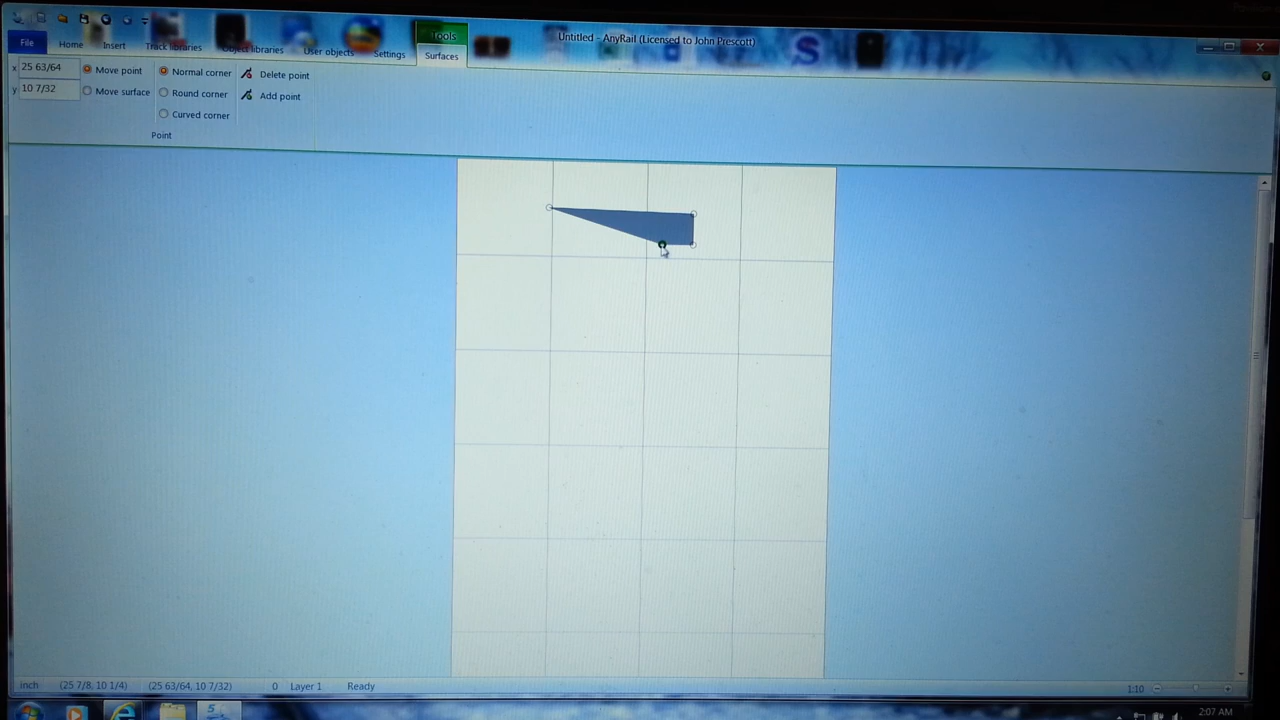 Untitled - AnyRail (Licensed to John Prescott)
Tools
File Home Insert Track libraries Object libraries User objects Settings Surfaces
x 25 63/64 Move point Normal corner Delete point
y 10 7/32 Move surface Round corner Add point
Curved corner
Point
S
inch (25 7/8, 10 1/4) (25 63/64, 10 7/32) 0 Layer 1 Ready 1:10
5
2:07 AM